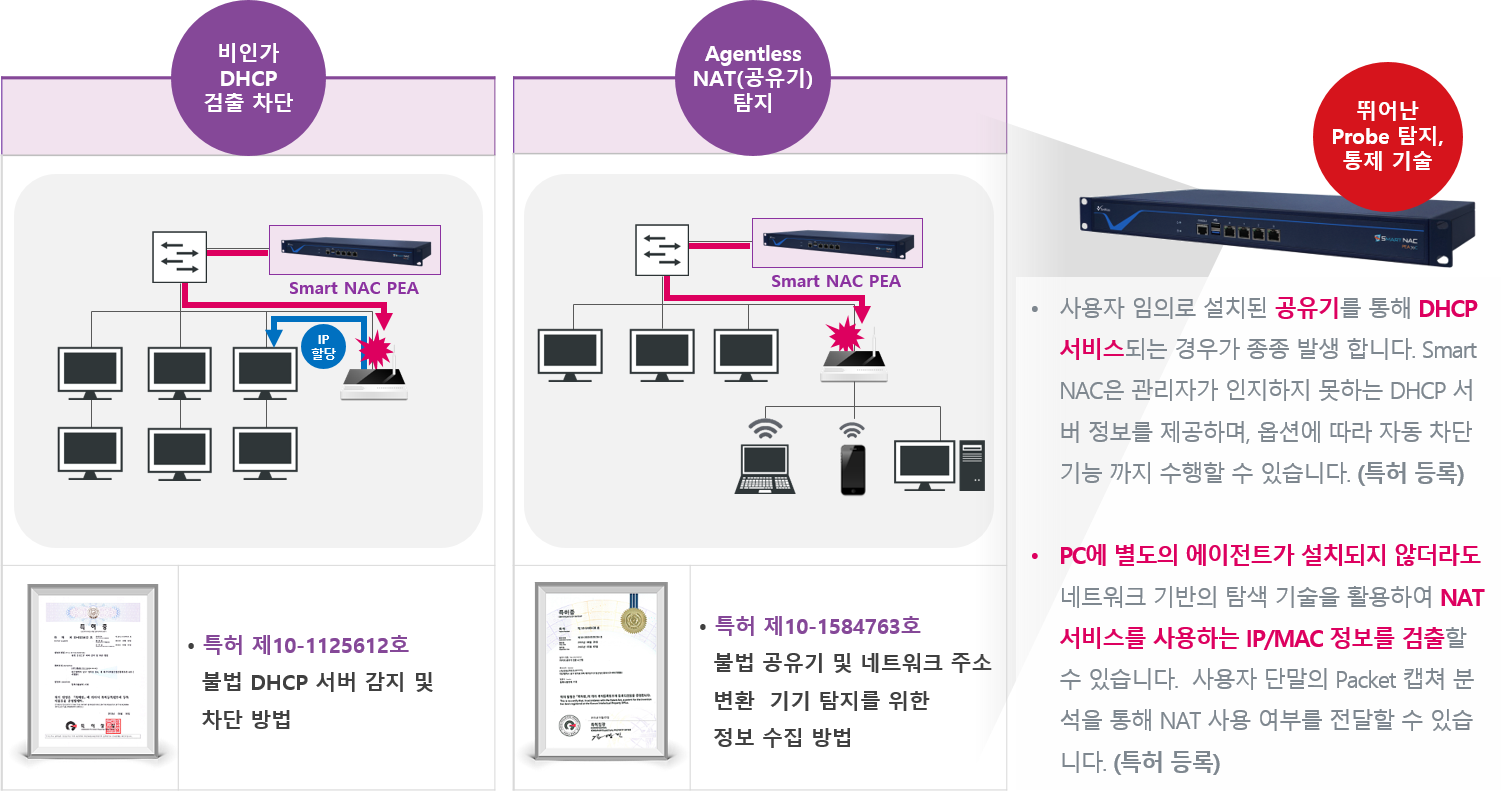 비인가
DHCP
검출 차단
Smart NAC PEA
IP
할당
• 특허 제10-1125612호
불법 DHCP 서버 감지 및
차단 방법
특 허 증
Agentless
NAT(공유기)
탐지
Smart NAC PEA
특허증
• 특허 제10-1584763호
불법 공유기 및 네트워크 주소
변환 기기 탐지를 위한
정보 수집 방법
뛰어난
Probe 탐지,
통제 기술
SMART NAC
• 사용자 임의로 설치된 공유기를 통해 DHCP
서비스되는 경우가 종종 발생 합니다. Smart
NAC은 관리자가 인지하지 못하는 DHCP 서
버 정보를 제공하며, 옵션에 따라 자동 차단
기능 까지 수행할 수 있습니다. (특허 등록)
• PC에 별도의 에이전트가 설치되지 않더라도
네트워크 기반의 탐색 기술을 활용하여 NAT
서비스를 사용하는 IP/MAC 정보를 검출할
수 있습니다. 사용자 단말의 Packet 캡쳐 분
석을 통해 NAT 사용 여부를 전달할 수 있습
니다. (특허 등록)